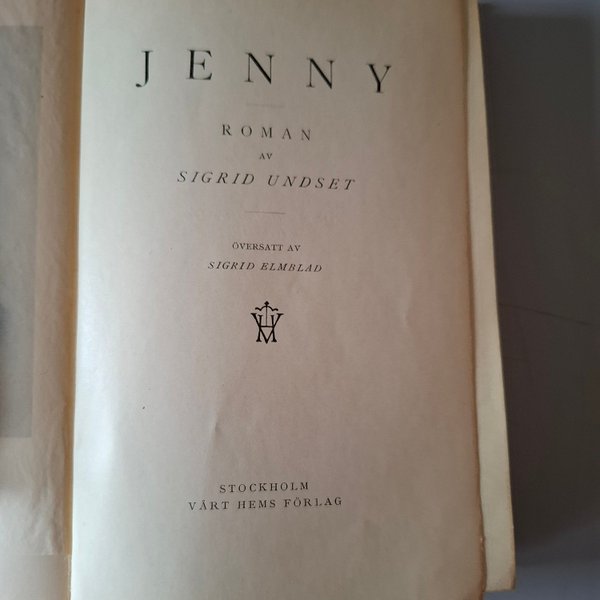 JENNY
ROMAN
AV
SIGRID UNDSET
ÖVERSATT AV
SIGRID ELMBLAD
STOCKHOLM
VÅRT HEMS FÖRLAG